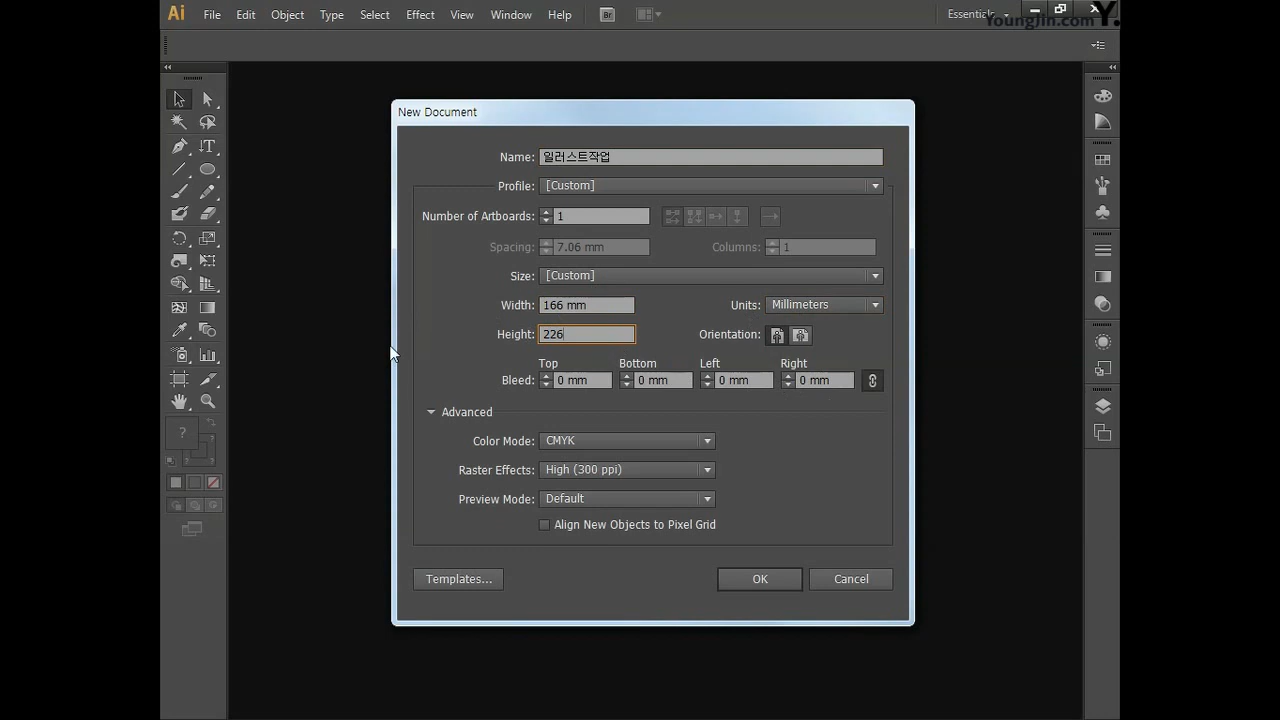 Ai File Edit Object Type Select Effect View Window Help Br Essentials
YoungJin.com Y.
New Document
Name: 일러스트작업
Profile: [Custom]
Number of Artboards: 1
Spacing: 7.06 mm Columns: 1
Size: [Custom]
Width: 166 mm Units: Millimeters
Height: 226 Orientation:
Top Bottom Left Right
Bleed: 0 mm 0 mm 0 mm 0 mm
Advanced
Color Mode: CMYK
Raster Effects: High (300 ppi)
Preview Mode: Default
Align New Objects to Pixel Grid
Templates... OK Cancel
?